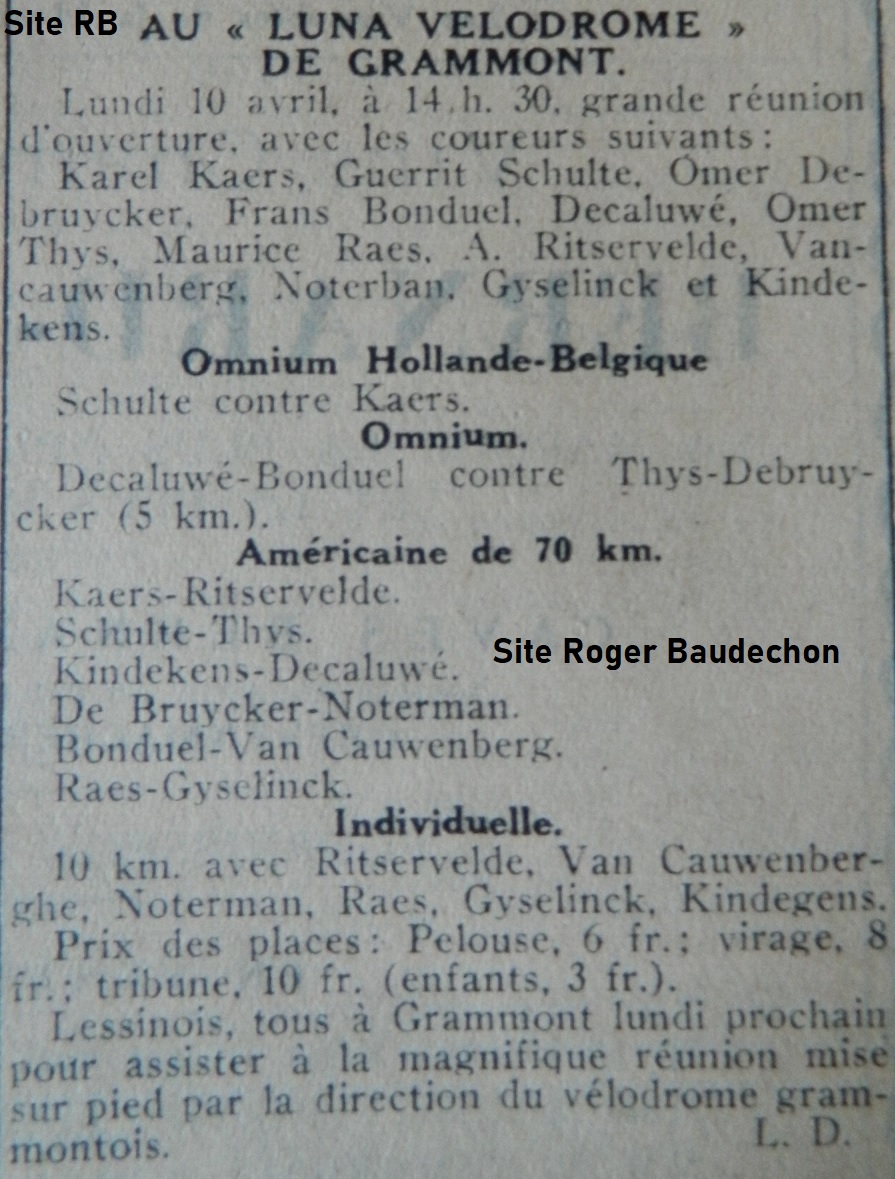 Site RB
AU « LUNA VELODROME »
DE GRAMMONT.
Lundi 10 avril, à 14 h. 30, grande réunion
d'ouverture, avec les coureurs suivants :
Karel Kaers, Guerrit Schulte, Omer De-
bruycker, Frans Bonduel, Decaluwé, Omer
Thys, Maurice Raes, A. Ritservelde, Van-
cauwenberg, Noterban, Gyselinck et Kinde-
kens.
Omnium Hollande-Belgique
Schulte contre Kaers.
Omnium.
Decaluwé-Bonduel contre Thys-Debruy-
cker (5 km.).
Américaine de 70 km.
Kaers-Ritservelde.
Schulte-Thys.
Site Roger Baudechon
Kindekens-Decaluwé.
De Bruycker-Noterman.
Bonduel-Van Cauwenberg.
Raes-Gyselinck.
Individuelle.
10 km. avec Ritservelde, Van Cauwenber-
ghe, Noterman, Raes, Gyselinck, Kindegens.
Prix des places : Pelouse, 6 fr. ; virage, 8
fr. ; tribune, 10 fr. (enfants, 3 fr.).
Lessinois, tous à Grammont lundi prochain
pour assister à la magnifique réunion mise
sur pied par la direction du vélodrome gram-
montois.
L. D.